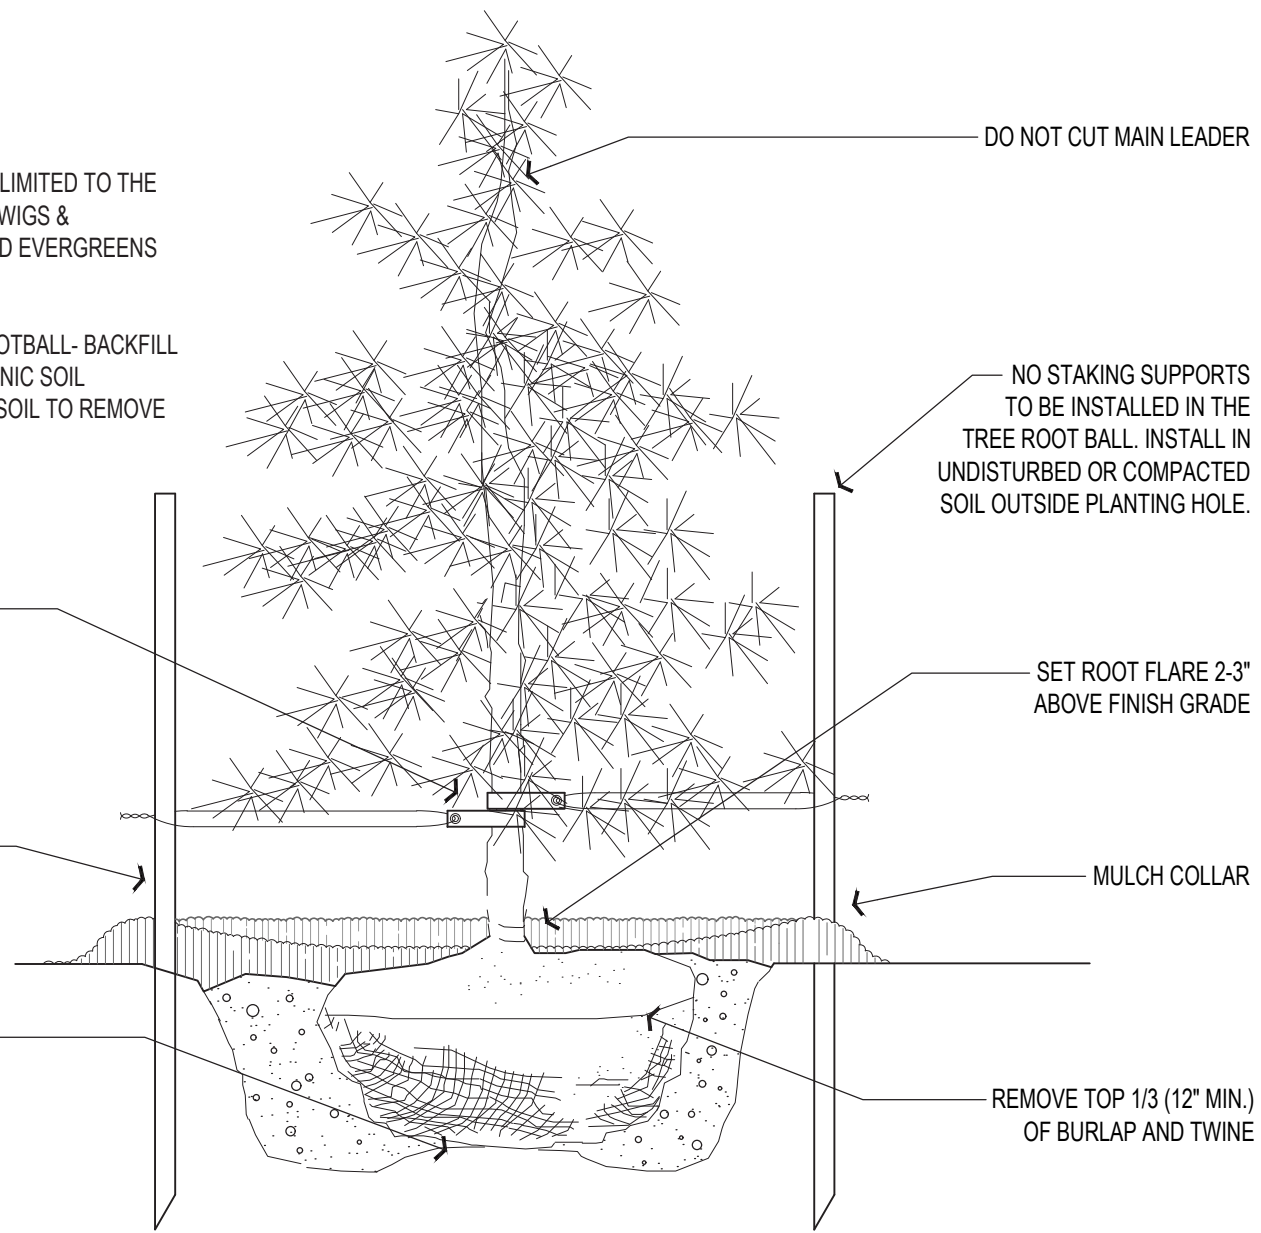 LIMITED TO THE
WIGS &
D EVERGREENS
OTBALL- BACKFILL
NIC SOIL
SOIL TO REMOVE
DO NOT CUT MAIN LEADER
NO STAKING SUPPORTS
TO BE INSTALLED IN THE
TREE ROOT BALL. INSTALL IN
UNDISTURBED OR COMPACTED
SOIL OUTSIDE PLANTING HOLE.
SET ROOT FLARE 2-3"
ABOVE FINISH GRADE
MULCH COLLAR
REMOVE TOP 1/3 (12" MIN.)
OF BURLAP AND TWINE